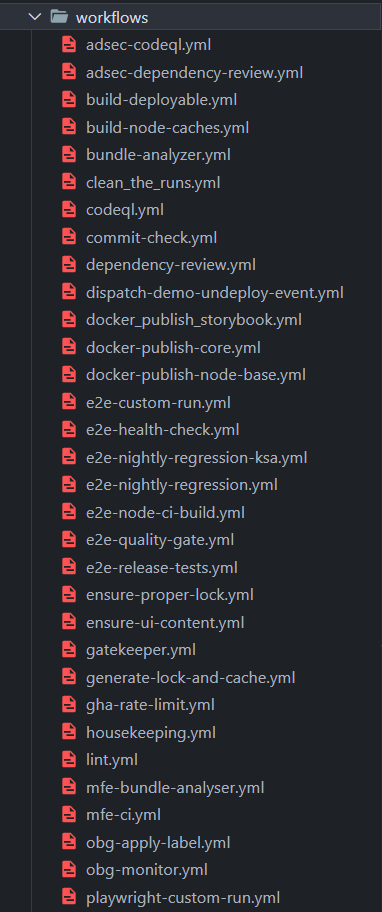 workflows
adsec-codeql.yml
adsec-dependency-review.yml
build-deployable.yml
build-node-caches.yml
bundle-analyzer.yml
clean_the_runs.yml
codeql.yml
commit-check.yml
dependency-review.yml
dispatch-demo-undeploy-event.yml
docker_publish_storybook.yml
docker-publish-core.yml
docker-publish-node-base.yml
e2e-custom-run.yml
e2e-health-check.yml
e2e-nightly-regression-ksa.yml
e2e-nightly-regression.yml
e2e-node-ci-build.yml
e2e-quality-gate.yml
e2e-release-tests.yml
ensure-proper-lock.yml
ensure-ui-content.yml
gatekeeper.yml
generate-lock-and-cache.yml
gha-rate-limit.yml
housekeeping.yml
lint.yml
mfe-bundle-analyser.yml
mfe-ci.yml
obg-apply-label.yml
obg-monitor.yml
playwright-custom-run.yml